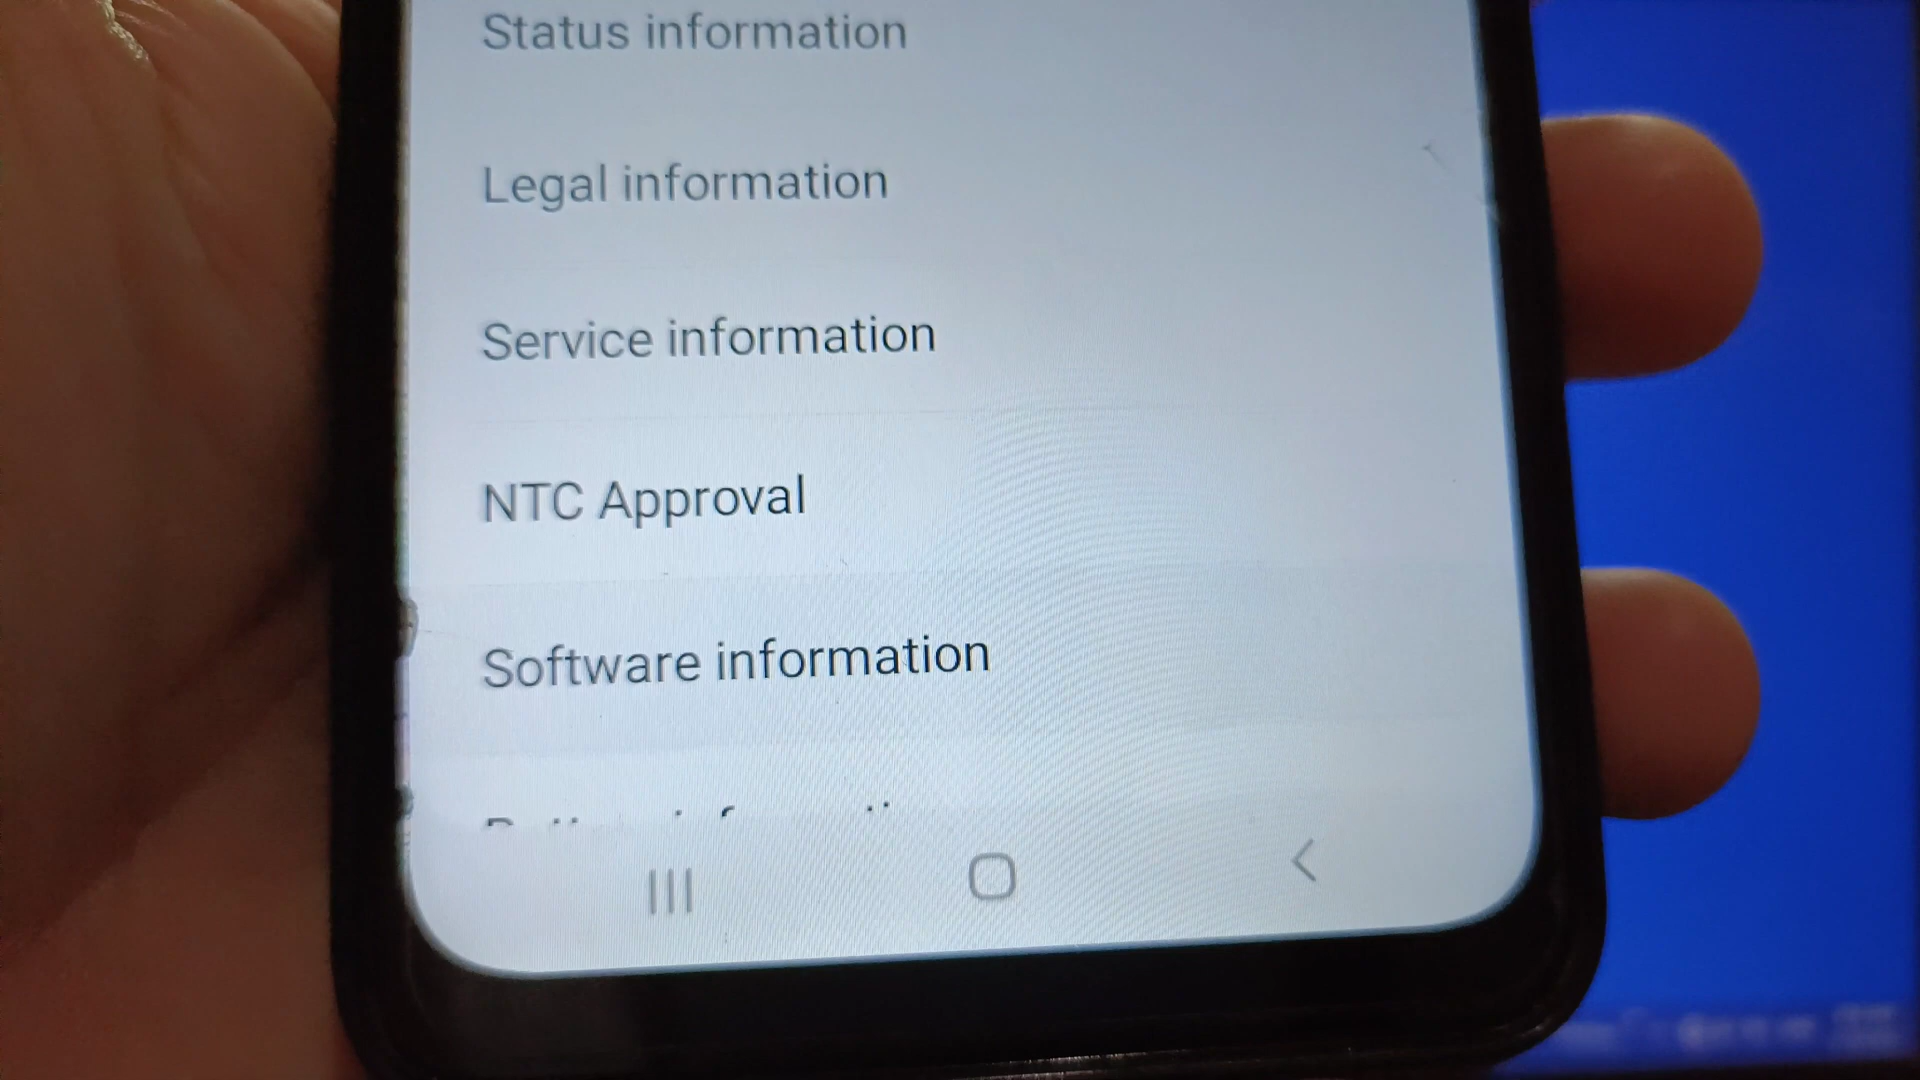 Status information
Legal information
Service information
NTC Approval
Software information